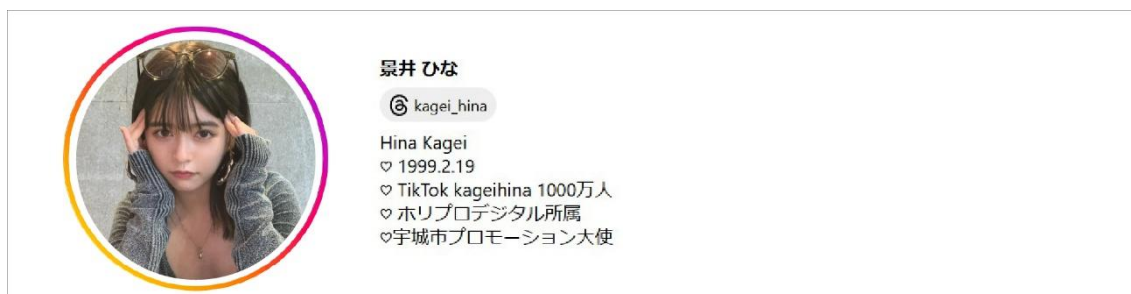 景井 ひな
kagei_hina
Hina Kagei
♡ 1999.2.19
♡ TikTok kageihina 1000万人
♡ ホリプロデジタル所属
♡宇城市プロモーション大使